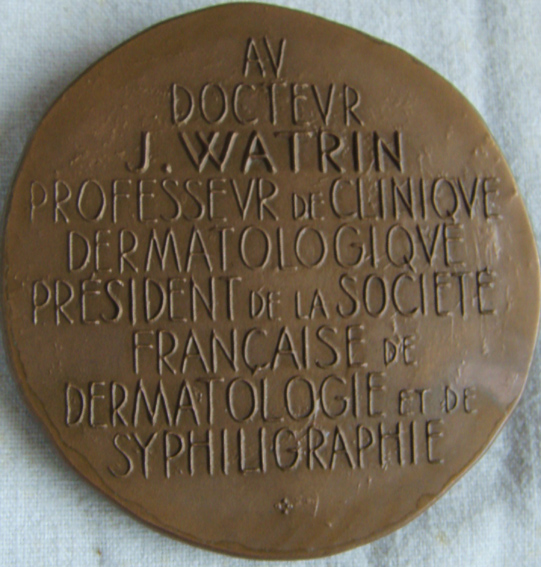 AV
DOCTEVR
J. WATRIN
PROFESSEVR DE CLINIQVE
DERMATOLOGIQVE
PRÉSIDENT DE LA SOCIÉTÉ
FRANÇAISE DE
DERMATOLOGIE ET DE
SYPHILIGRAPHIE